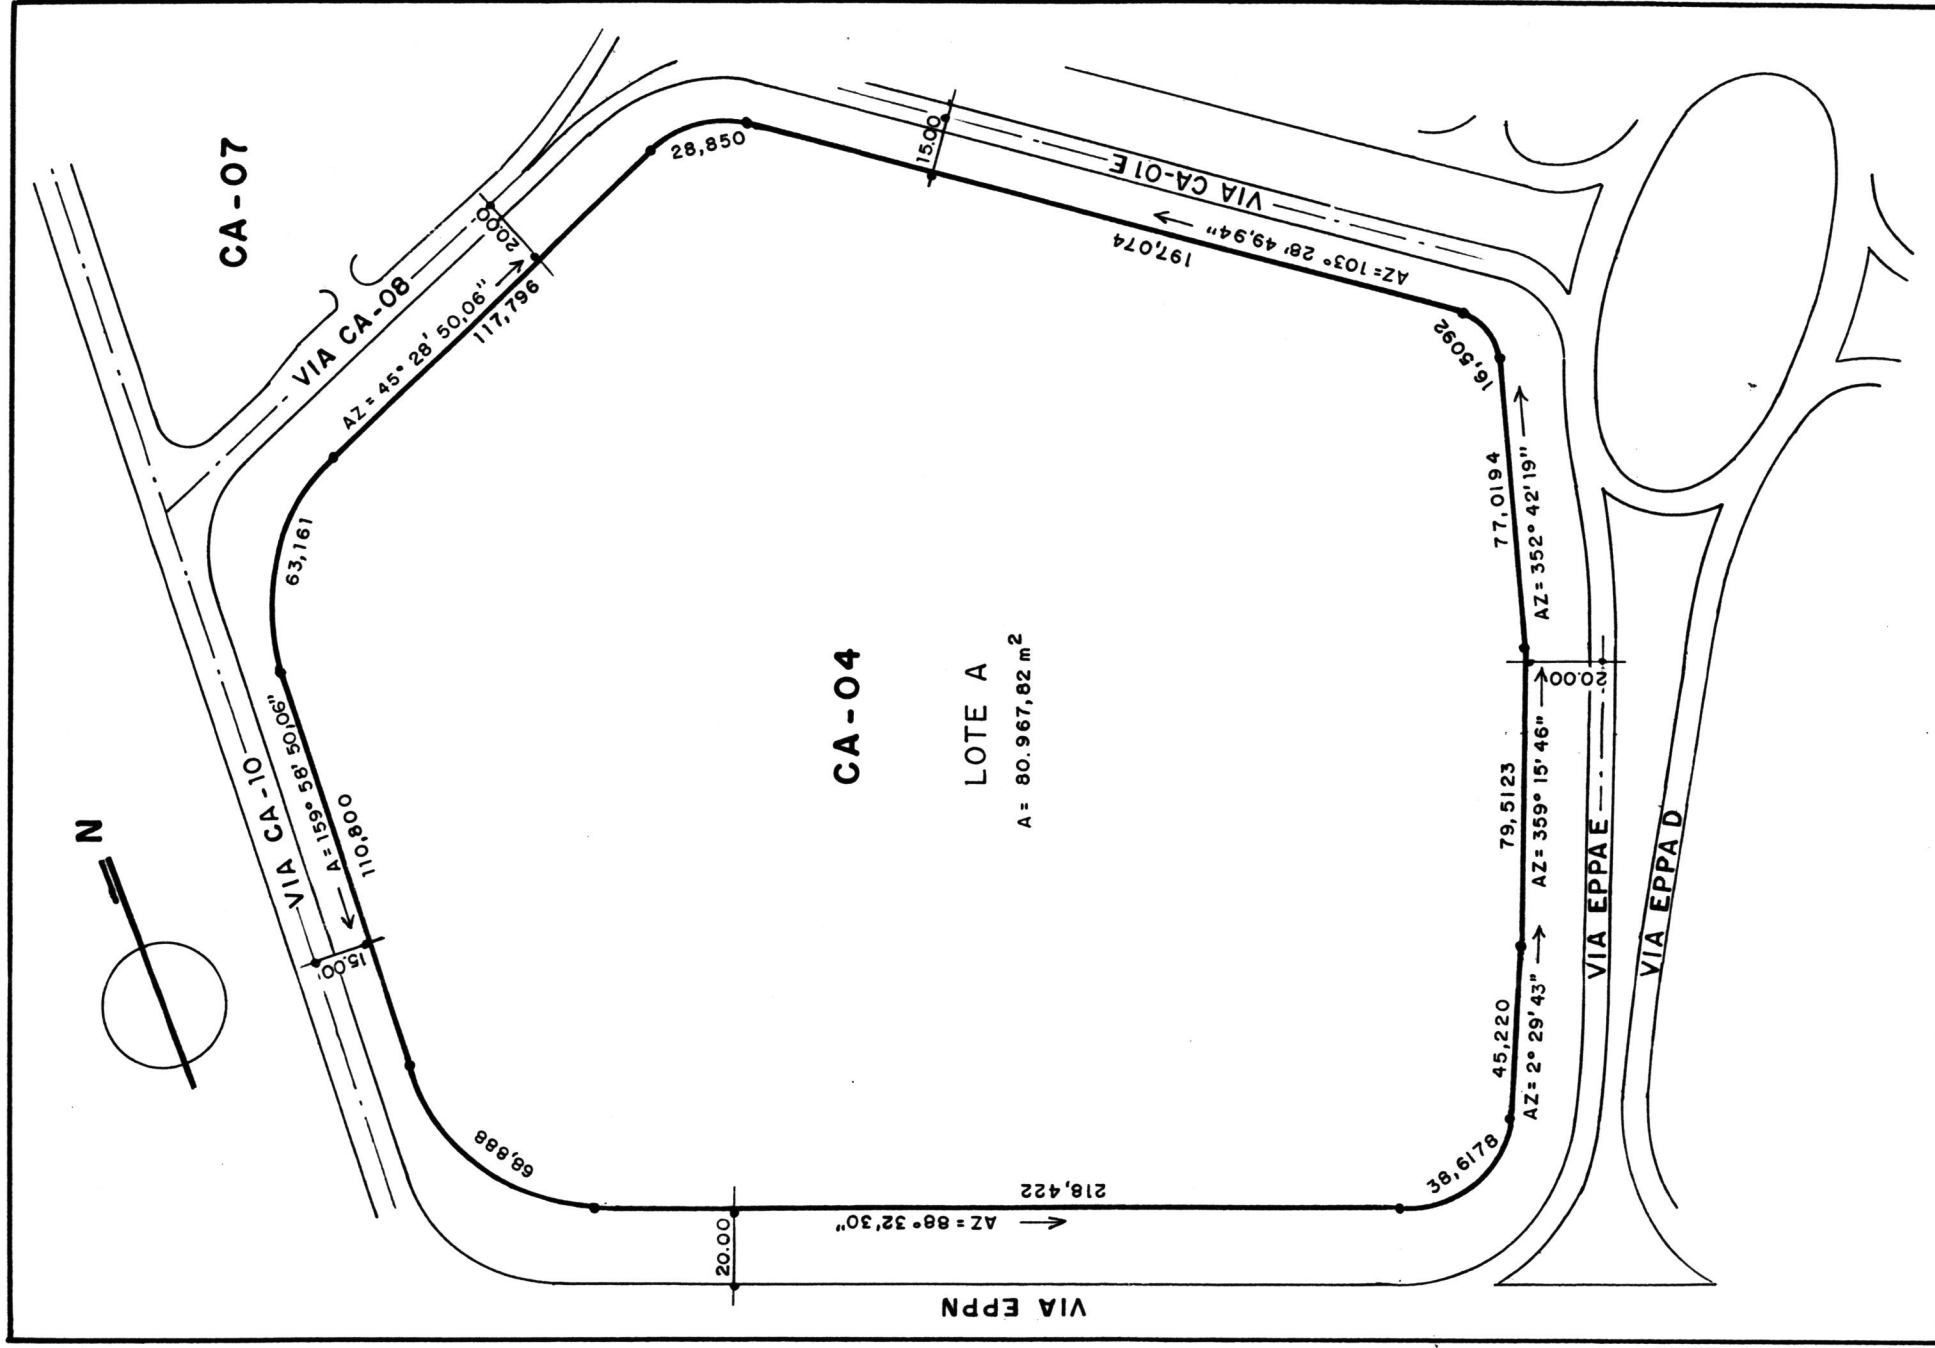 CA-07
N
VIA CA-08
20.00
AZ = 45° 28' 50,06"
117,796
28,850
15.00
VIA CA-01E
AZ=103° 28' 49,94"
197,074
16,5092
63,161
VIA CA-10
A=159° 58' 50,06"
110,800
15.00
CA-04
LOTE A
A= 80.967,82 m²
77,0194
AZ= 352° 42'19"
20.00
79,5123
AZ= 359° 15' 46"
45,220
AZ= 2° 29' 43"
VIA EPPA E
VIA EPPA D
38,6178
68,888
218,422
AZ= 88° 32'30"
20.00
VIA EPPN